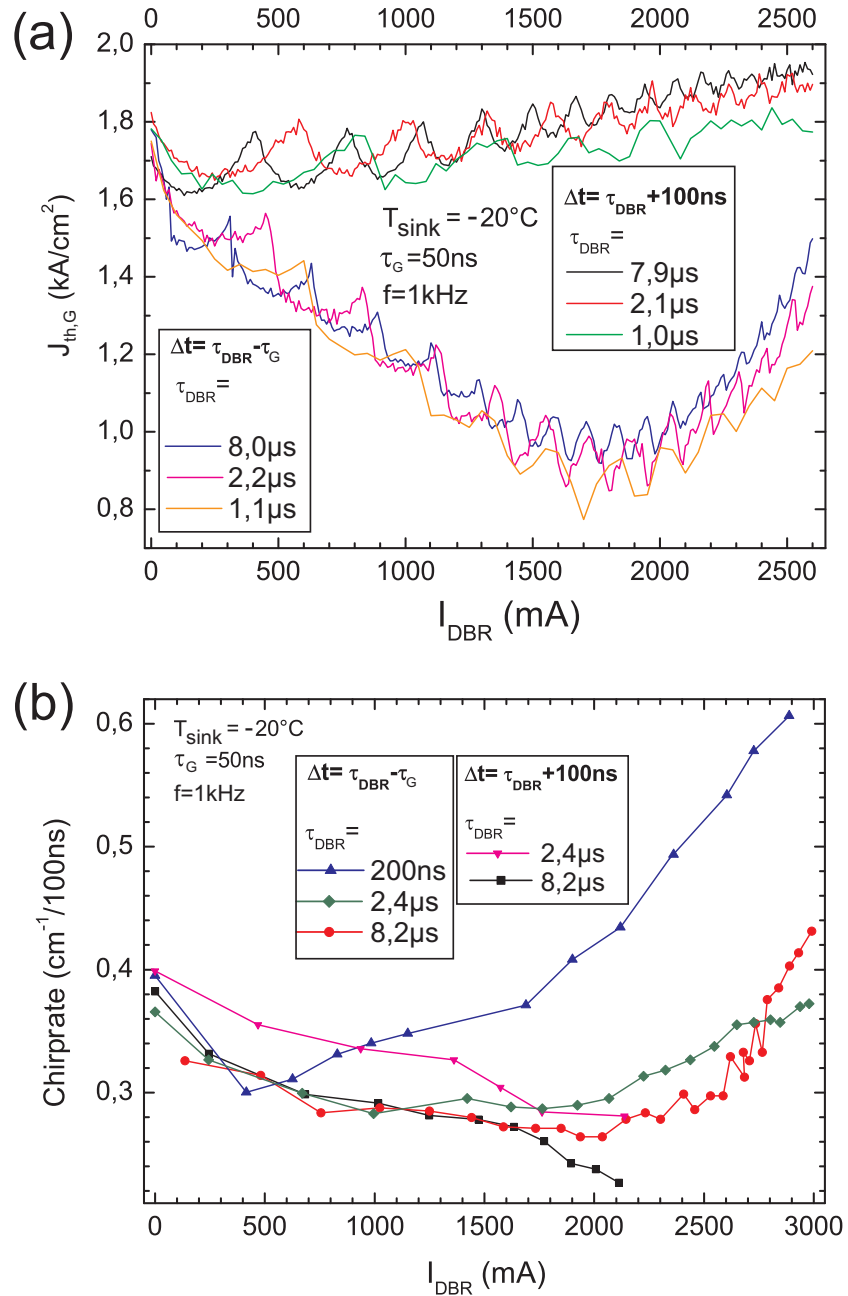 (a)
0 500 1000 1500 2000 2500
2,0
1,8
1,6
1,4
1,2
1,0
0,8
J_th,G (kA/cm²)
T_sink = -20°C
τ_G = 50ns
f=1kHz
Δt= τ_DBR+100ns
τ_DBR=
7,9µs
2,1µs
1,0µs
Δt= τ_DBR-τ_G
τ_DBR=
8,0µs
2,2µs
1,1µs
0 500 1000 1500 2000 2500
I_DBR (mA)
(b)
0,6
0,5
0,4
0,3
Chirprate (cm⁻¹/100ns)
T_sink = -20°C
τ_G =50ns
f=1kHz
Δt= τ_DBR-τ_G
τ_DBR=
200ns
2,4µs
8,2µs
Δt= τ_DBR+100ns
τ_DBR=
2,4µs
8,2µs
0 500 1000 1500 2000 2500 3000
I_DBR (mA)